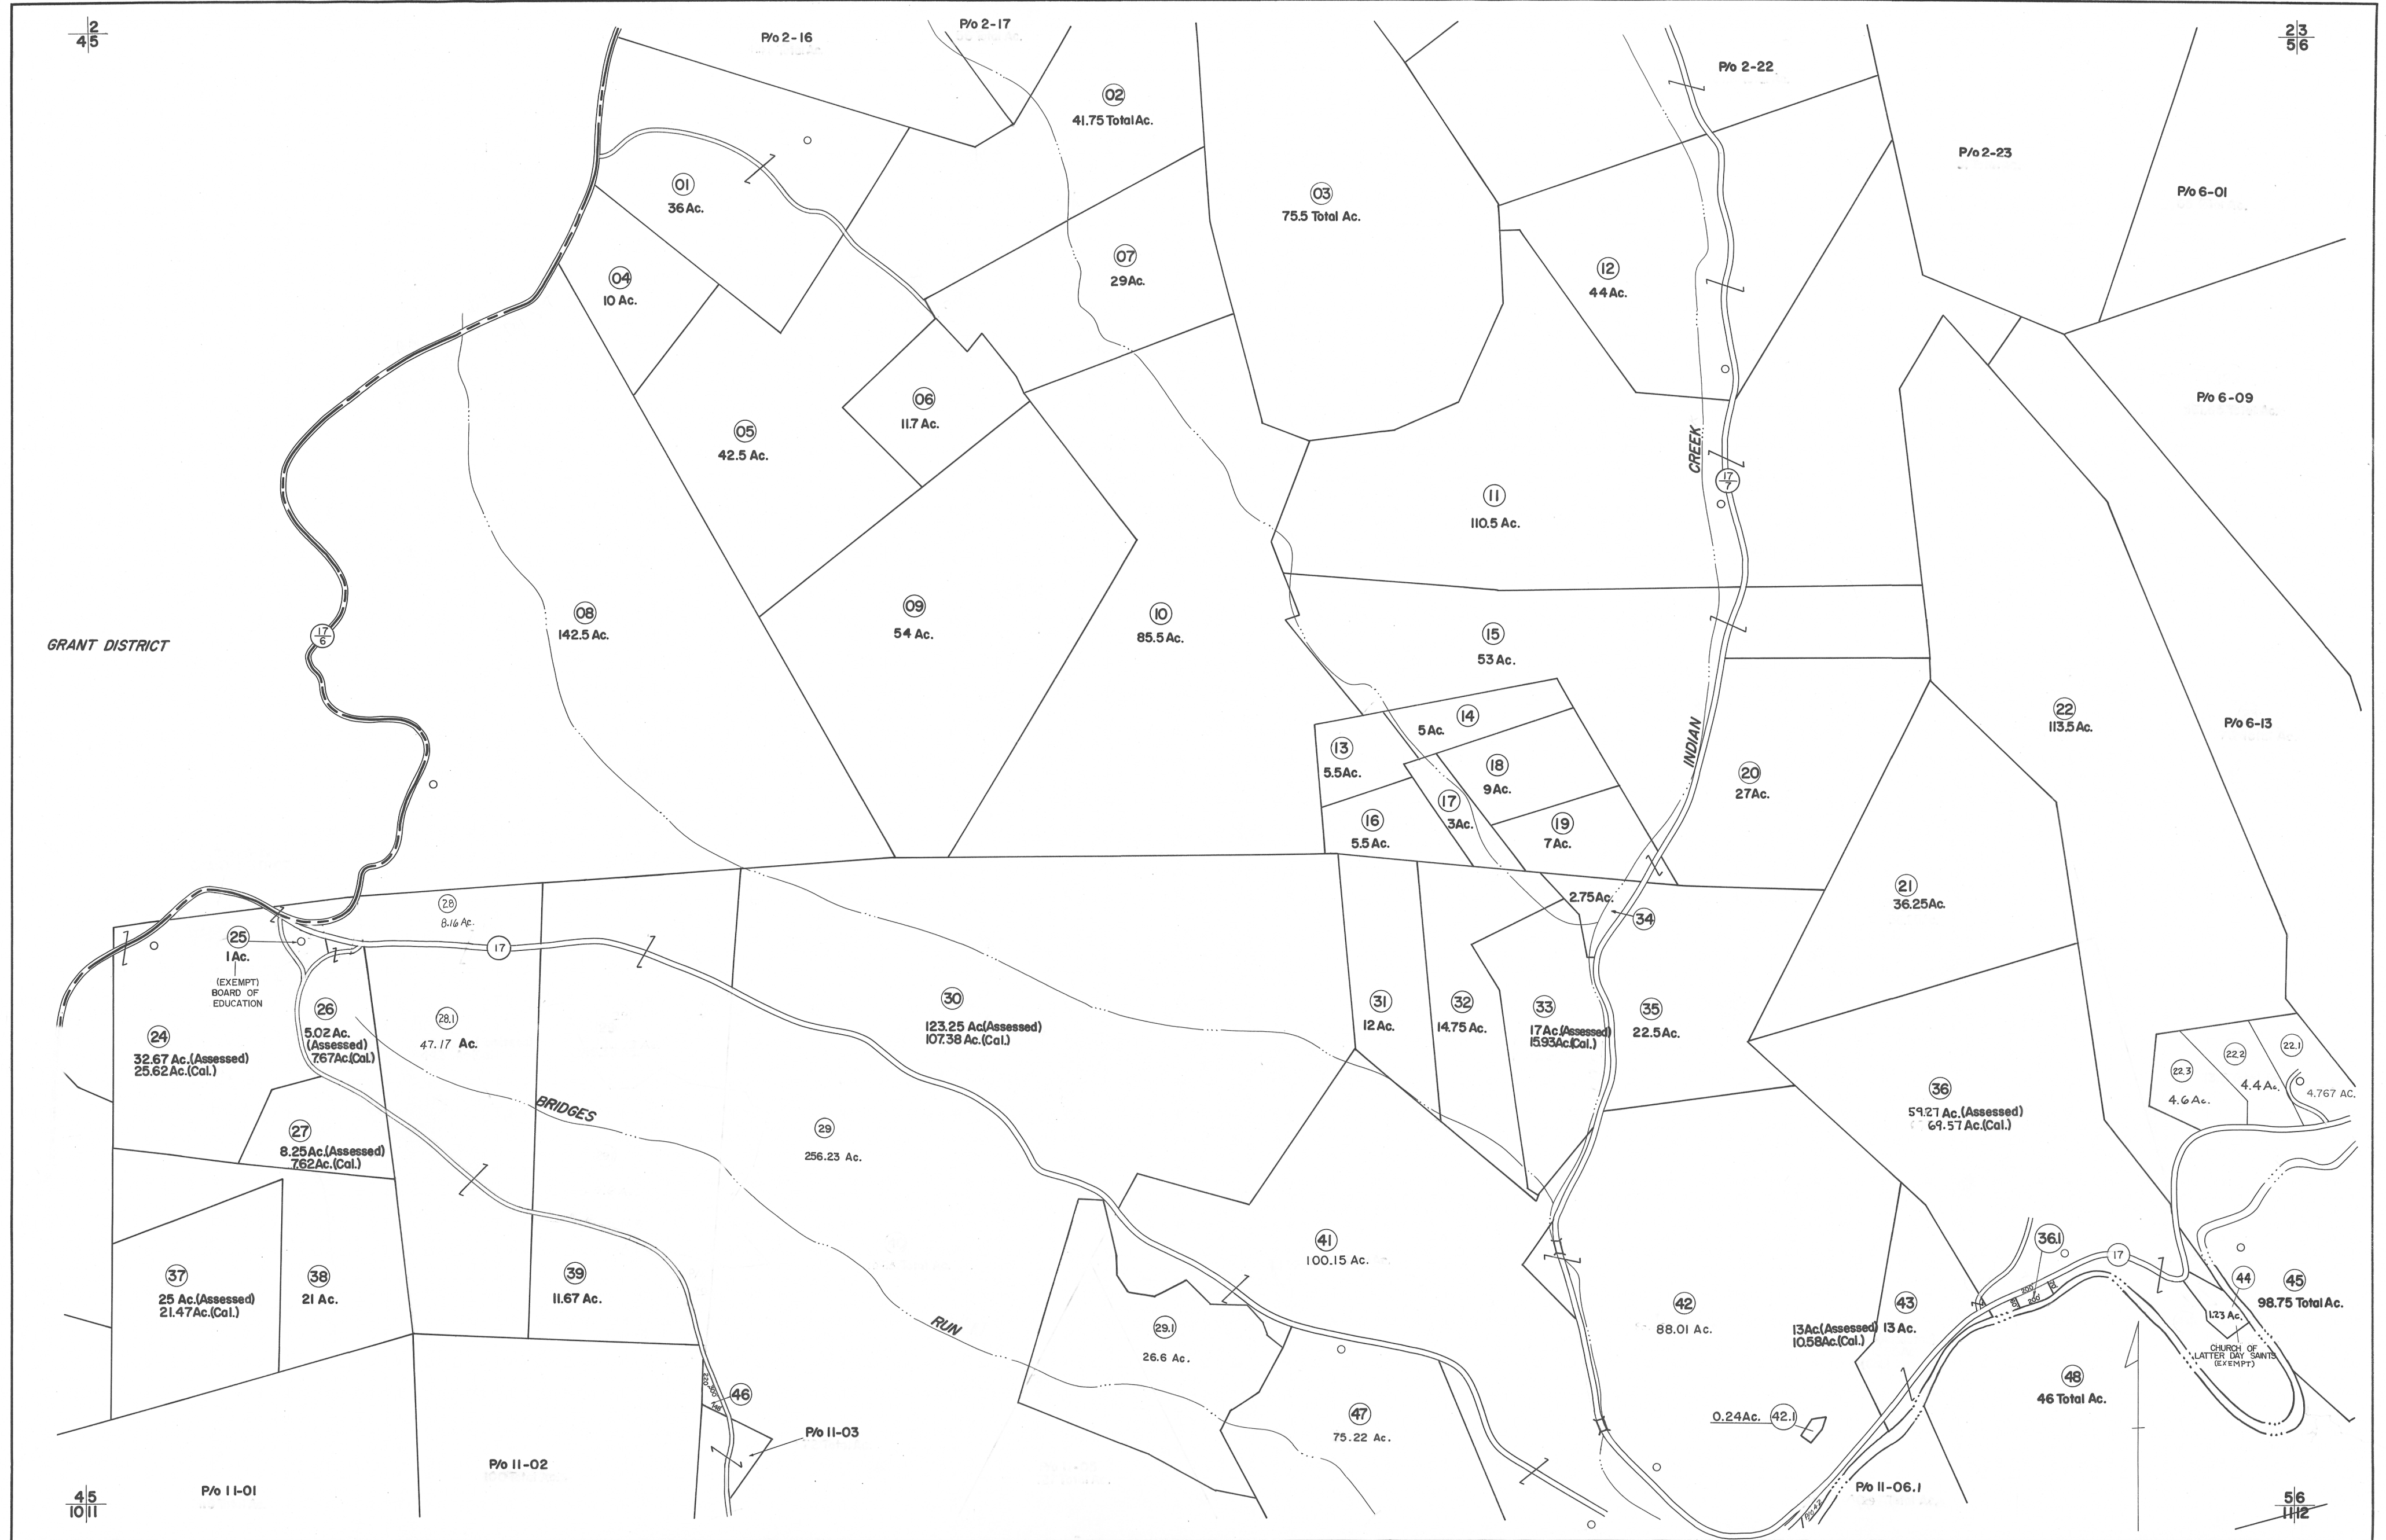 2
4 5
P/o 2-16
P/o 2-17
P/o 2-22
2 3
5 6
02
41.75 Total Ac.
P/o 2-23
P/o 6-01
01
36 Ac.
03
75.5 Total Ac.
04
10 Ac.
07
29 Ac.
12
44 Ac.
P/o 6-09
05
42.5 Ac.
06
11.7 Ac.
CREEK
17
7
11
110.5 Ac.
GRANT DISTRICT
17
6
08
142.5 Ac.
09
54 Ac.
10
85.5 Ac.
15
53 Ac.
14
5 Ac.
13
5.5 Ac.
INDIAN
22
113.5 Ac.
P/o 6-13
18
9 Ac.
20
27 Ac.
17
3 Ac.
16
5.5 Ac.
19
7 Ac.
28
8.16 Ac.
2.75 Ac.
34
21
36.25 Ac.
25
1 Ac.
(EXEMPT)
BOARD OF
EDUCATION
17
24
32.67 Ac.(Assessed)
25.62 Ac.(Cal.)
26
5.02 Ac.
(Assessed)
7.67 Ac.(Cal.)
28.1
47.17 Ac.
30
123.25 Ac.(Assessed)
107.38 Ac.(Cal.)
31
12 Ac.
32
14.75 Ac.
33
17 Ac.(Assessed)
15.93 Ac.(Cal.)
35
22.5 Ac.
22.3
4.6 Ac.
22.2
4.4 Ac.
22.1
4.767 AC.
36
59.27 Ac.(Assessed)
69.57 Ac.(Cal.)
BRIDGES
27
8.25 Ac.(Assessed)
7.62 Ac.(Cal.)
29
256.23 Ac.
37
25 Ac.(Assessed)
21.47 Ac.(Cal.)
38
21 Ac.
39
11.67 Ac.
41
100.15 Ac.
36.1
17
200'
200'
44
1.23 Ac.
CHURCH OF
LATTER DAY SAINTS
(EXEMPT)
45
98.75 Total Ac.
RUN
29.1
26.6 Ac.
42
88.01 Ac.
43
13 Ac.(Assessed) 13 Ac.
10.58 Ac.(Cal.)
46
47
75.22 Ac.
0.24 Ac. 42.1
48
46 Total Ac.
P/o 11-03
P/o 11-02
P/o 11-01
P/o 11-06.1
4 5
10 11
5 6
11 12